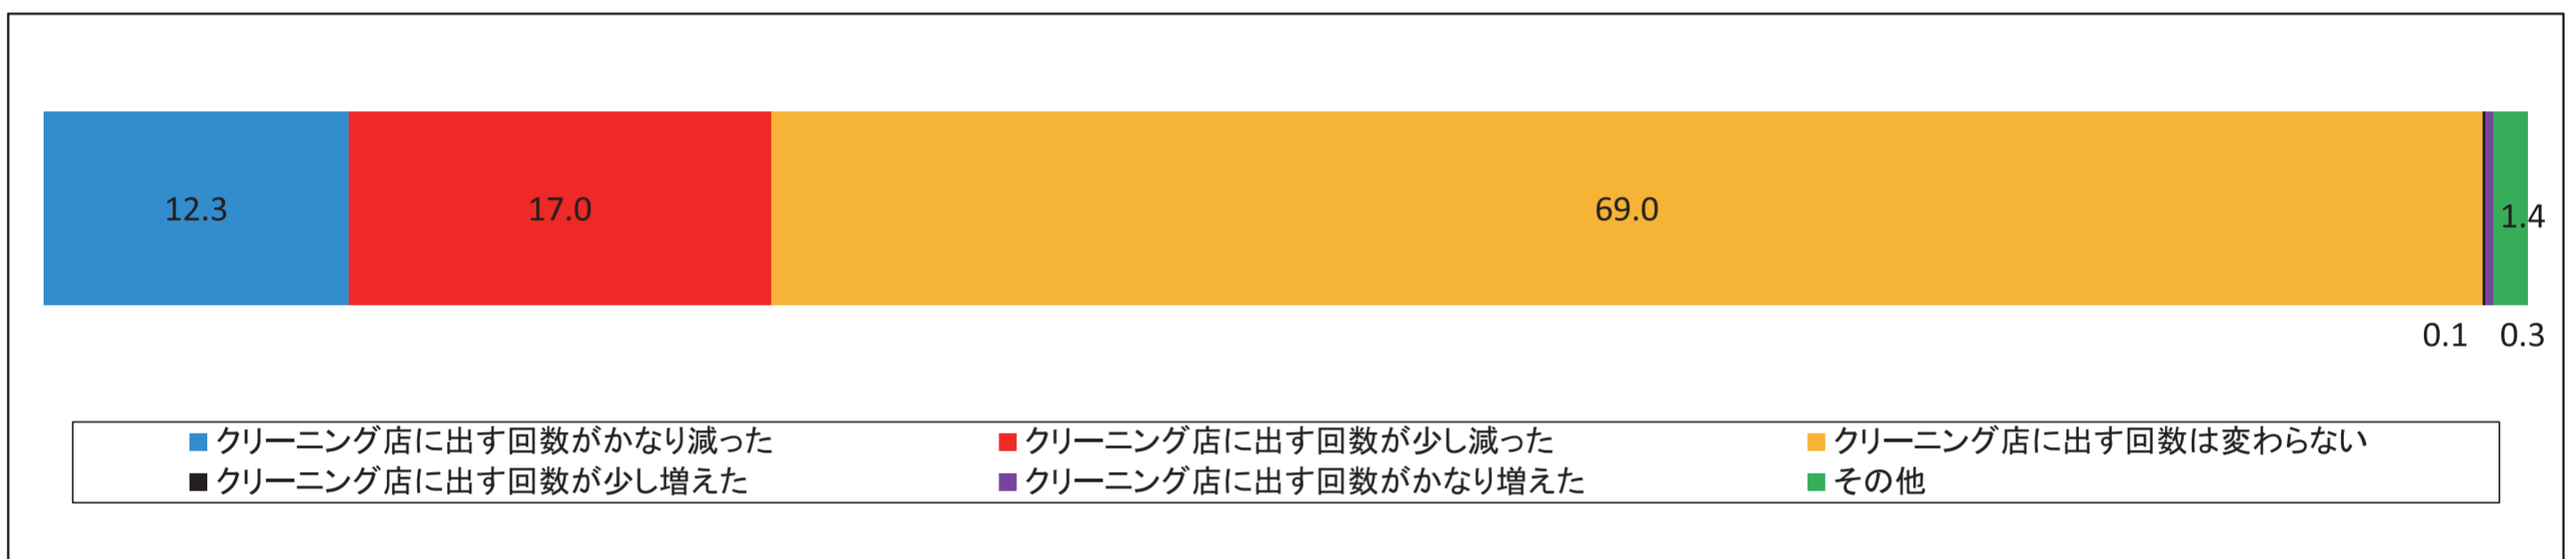 12.3 17.0 69.0 1.4
0.1 0.3
クリーニング店に出す回数がかなり減った クリーニング店に出す回数が少し減った クリーニング店に出す回数は変わらない
クリーニング店に出す回数が少し増えた クリーニング店に出す回数がかなり増えた その他